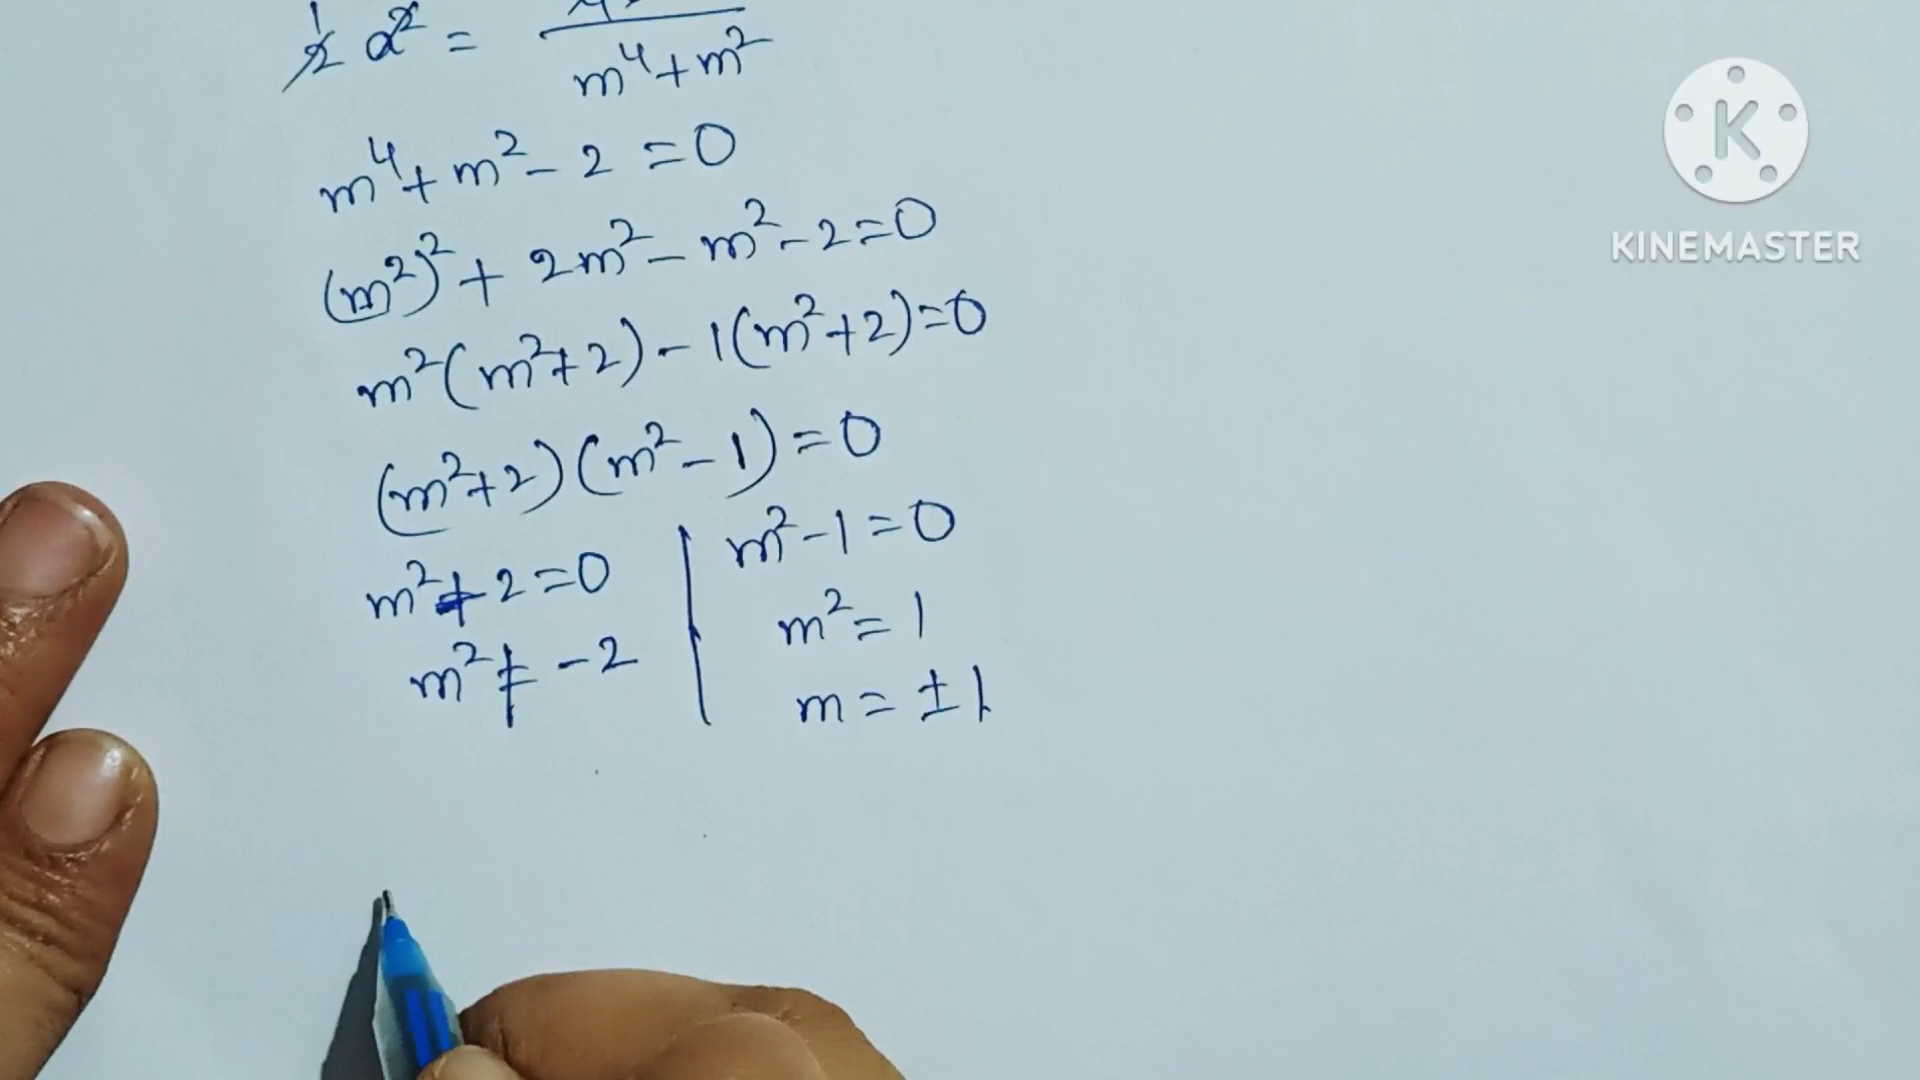 a² =
m⁴+m²
m⁴+m²-2=0
(m²)²+2m²-m²-2=0
m²(m²+2)-1(m²+2)=0
(m²+2)(m²-1)=0
m²+2=0 | m²-1=0
m²≠-2 | m²=1
m=±1
K
KINEMASTER